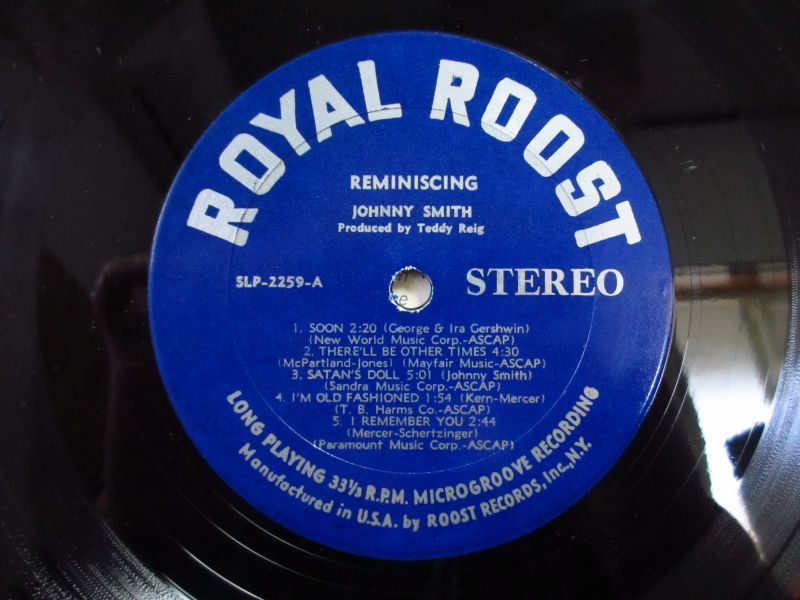 ROYAL ROOST
REMINISCING
JOHNNY SMITH
Produced by Teddy Reig
SLP-2259-A
STEREO
1. SOON 2:20 (George & Ira Gershwin)
(New World Music Corp.-ASCAP)
2. THERE'LL BE OTHER TIMES 4:30
(McPartland-Jones) (Mayfair Music-ASCAP)
3. SATAN'S DOLL 5:01 (Johnny Smith)
(Sandra Music Corp.-ASCAP)
4. I'M OLD FASHIONED 1:54 (Kern-Mercer)
(T. B. Harms Co.-ASCAP)
5. I REMEMBER YOU 2:44
(Mercer-Schertzinger)
(Paramount Music Corp.-ASCAP)
LONG PLAYING 33⅓ R.P.M. MICROGROOVE RECORDING
Manufactured in U.S.A. by ROOST RECORDS, Inc., N.Y.